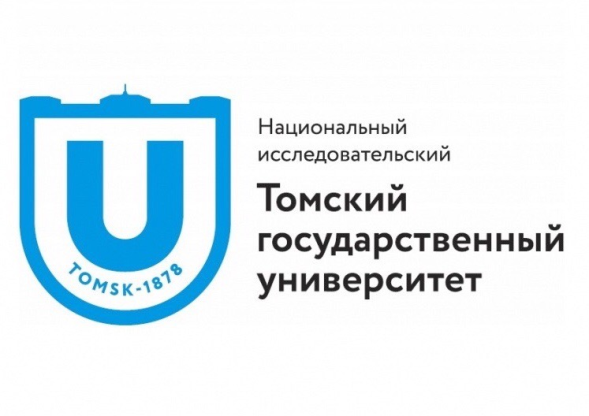 U
TOMSK-1878
Национальный
исследовательский
Томский
государственный
университет